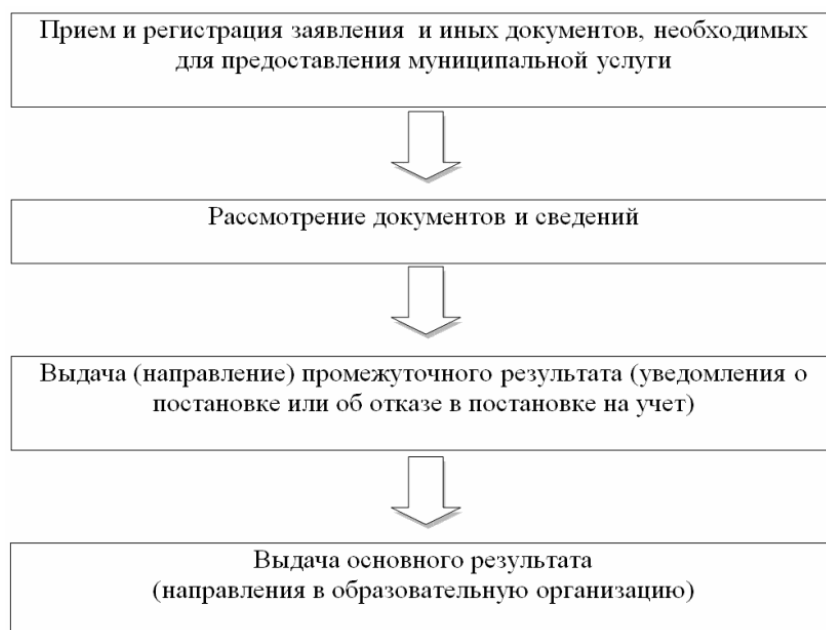 Прием и регистрация заявления и иных документов, необходимых
для предоставления муниципальной услуги
Рассмотрение документов и сведений
Выдача (направление) промежуточного результата (уведомления о
постановке или об отказе в постановке на учет)
Выдача основного результата
(направления в образовательную организацию)